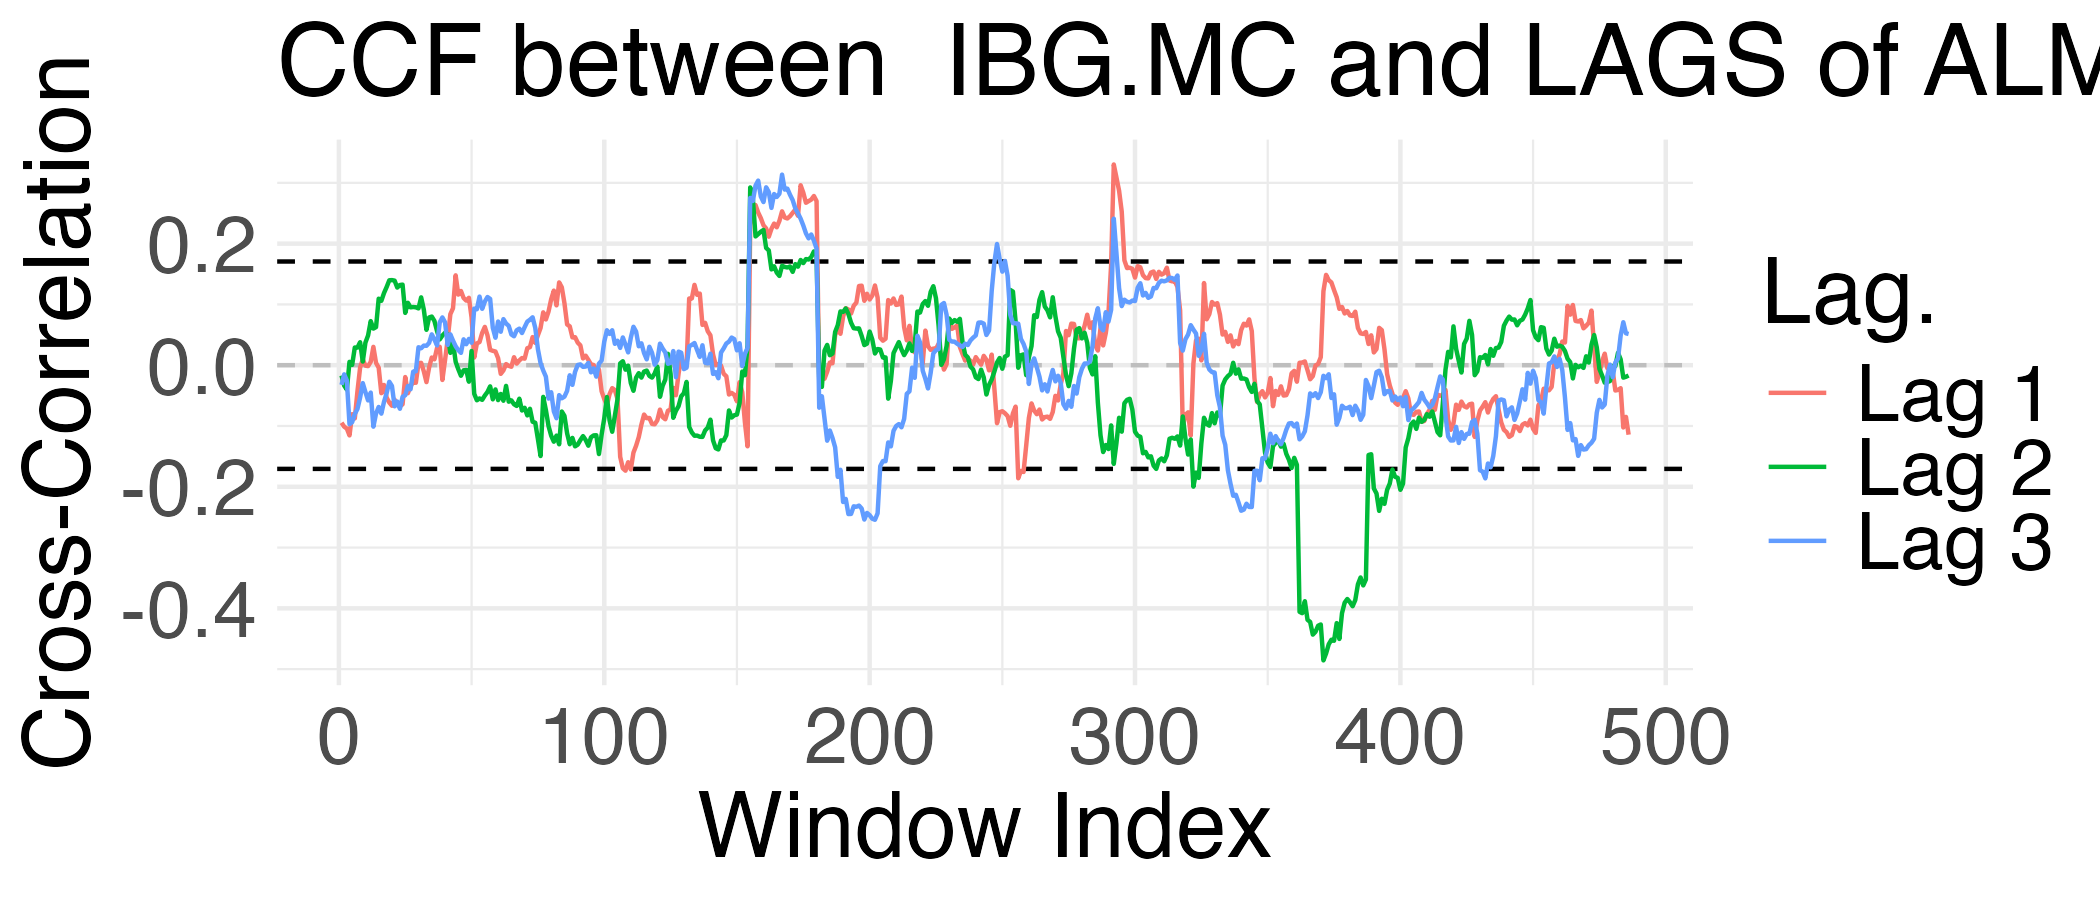 CCF between IBG.MC and LAGS of ALM
Cross-Correlation
0.2
0.0
-0.2
-0.4
0 100 200 300 400 500
Window Index
Lag.
Lag 1
Lag 2
Lag 3